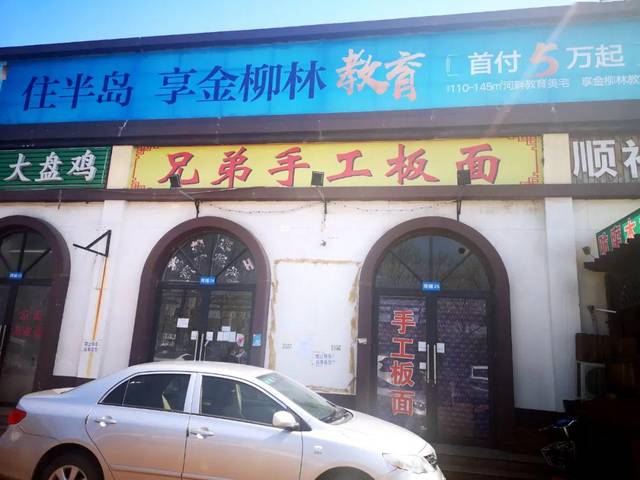 住半岛 享金柳林教育 首付5万起
110-145㎡河畔教育美宅 享金柳林教
大盘鸡
兄弟手工板面
顺
手工板面